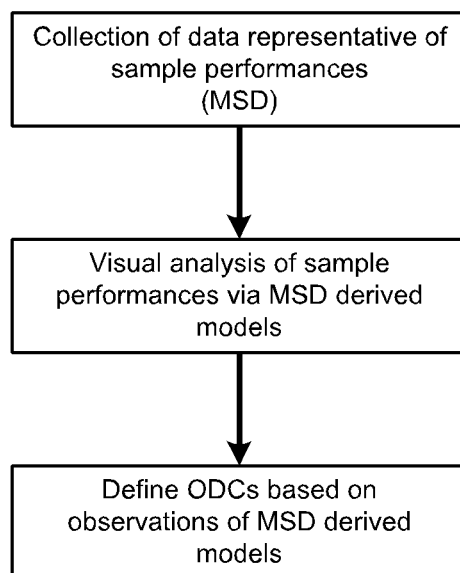 Collection of data representative of
sample performances
(MSD)
Visual analysis of sample
performances via MSD derived
models
Define ODCs based on
observations of MSD derived
models